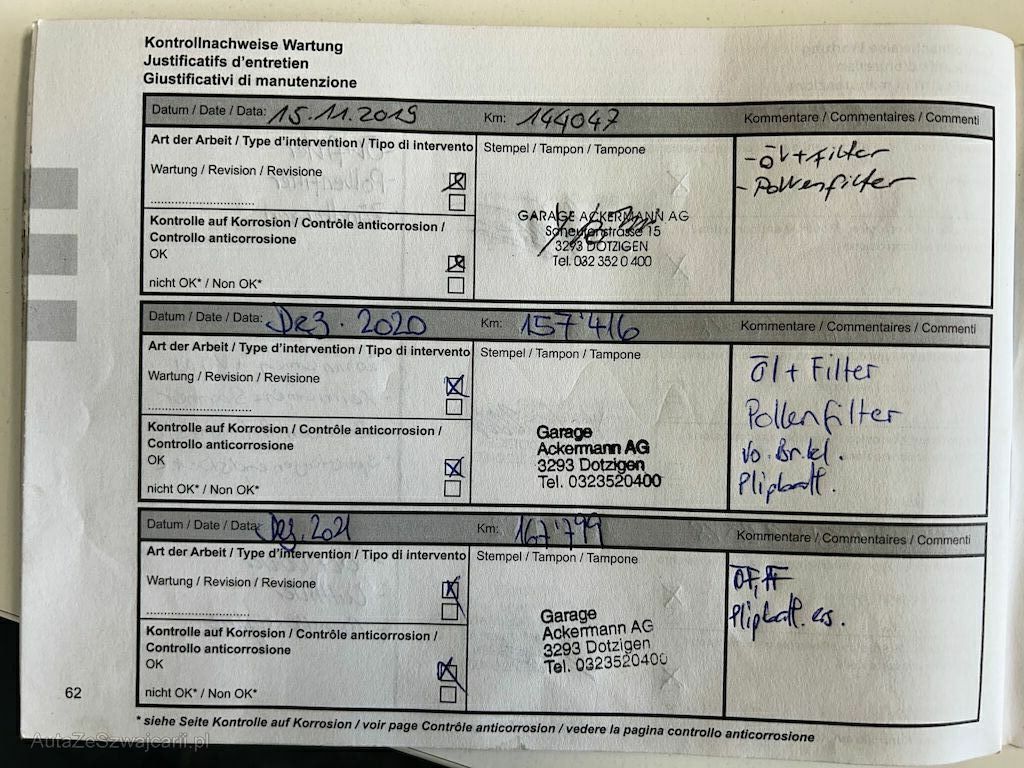 Kontrollnachweise Wartung
Justificatifs d'entretien
Giustificativi di manutenzione
Datum / Date / Data: 15.11.2019 Km: 144047 Kommentare / Commentaires / Commenti
Art der Arbeit / Type d'intervention / Tipo di intervento
Stempel / Tampon / Tampone
- Öl + Filter
Wartung / Revision / Revisione
- Pollenfilter
Kontrolle auf Korrosion / Contrôle anticorrosion /
Controllo anticorrosione
OK
nicht OK* / Non OK*
GARAGE ACKERMANN AG
Scheurenstrasse 15
3293 DOTZIGEN
Tel. 032 352 0 400
Datum / Date / Data: Dez. 2020 Km: 157'416 Kommentare / Commentaires / Commenti
Art der Arbeit / Type d'intervention / Tipo di intervento
Stempel / Tampon / Tampone
Öl + Filter
Wartung / Revision / Revisione
Pollenfilter
Kontrolle auf Korrosion / Contrôle anticorrosion /
Controllo anticorrosione
OK
nicht OK* / Non OK*
Garage
Ackermann AG
3293 Dotzigen
Tel. 0323520400
Vo. Br. bel.
Datum / Date / Data: Dez. 2021 Km: 167'799 Kommentare / Commentaires / Commenti
Art der Arbeit / Type d'intervention / Tipo di intervento
Stempel / Tampon / Tampone
Wartung / Revision / Revisione
Kontrolle auf Korrosion / Contrôle anticorrosion /
Controllo anticorrosione
OK
nicht OK* / Non OK*
Garage
Ackermann AG
3293 Dotzigen
Tel. 0323520400
62
* siehe Seite Kontrolle auf Korrosion / voir page Contrôle anticorrosion / vedere la pagina controllo anticorrosione
AutaZeSzwajcarii.pl